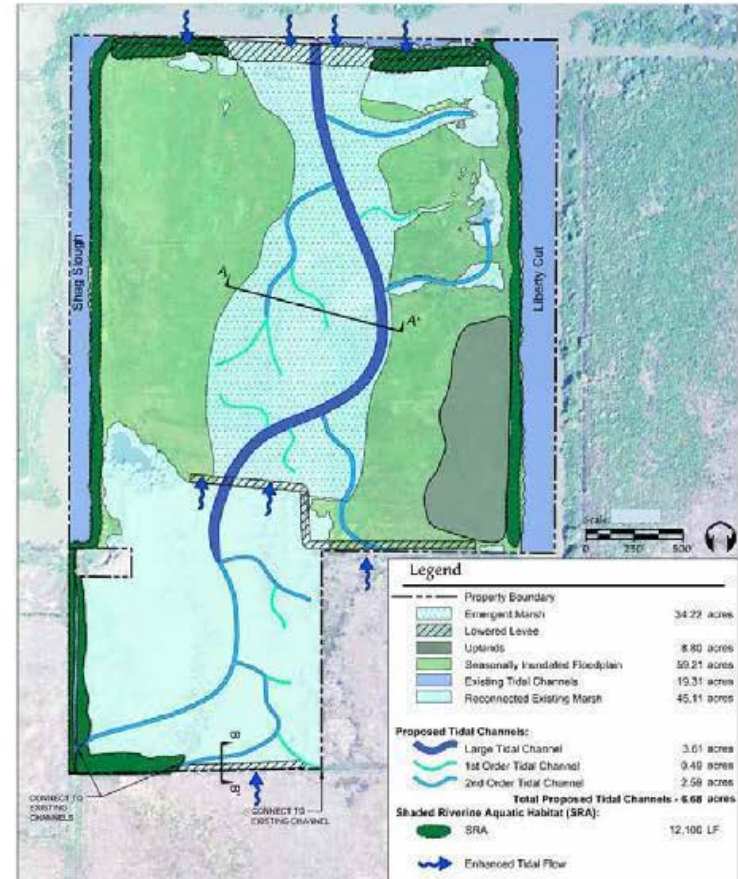 Shag Slough
Liberty Cut
A
A'
Scale:
0 250' 500'
B
B'
CONNECT TO
EXISTING
CHANNELS
CONNECT TO
EXISTING CHANNEL
Legend
Property Boundary
Emergent Marsh 34.22 acres
Lowered Levee
Uplands 8.80 acres
Seasonally Inundated Floodplain 59.21 acres
Existing Tidal Channels 19.31 acres
Reconnected Existing Marsh 45.11 acres
Proposed Tidal Channels:
Large Tidal Channel 3.61 acres
1st Order Tidal Channel 0.49 acres
2nd Order Tidal Channel 2.59 acres
Total Proposed Tidal Channels - 6.68 acres
Shaded Riverine Aquatic Habitat (SRA):
SRA 12,100 LF
Enhanced Tidal Flow